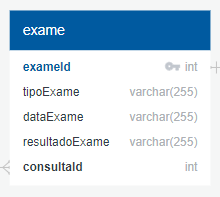 exame
exameId int
tipoExame varchar(255)
dataExame varchar(255)
resultadoExame varchar(255)
consultaId int